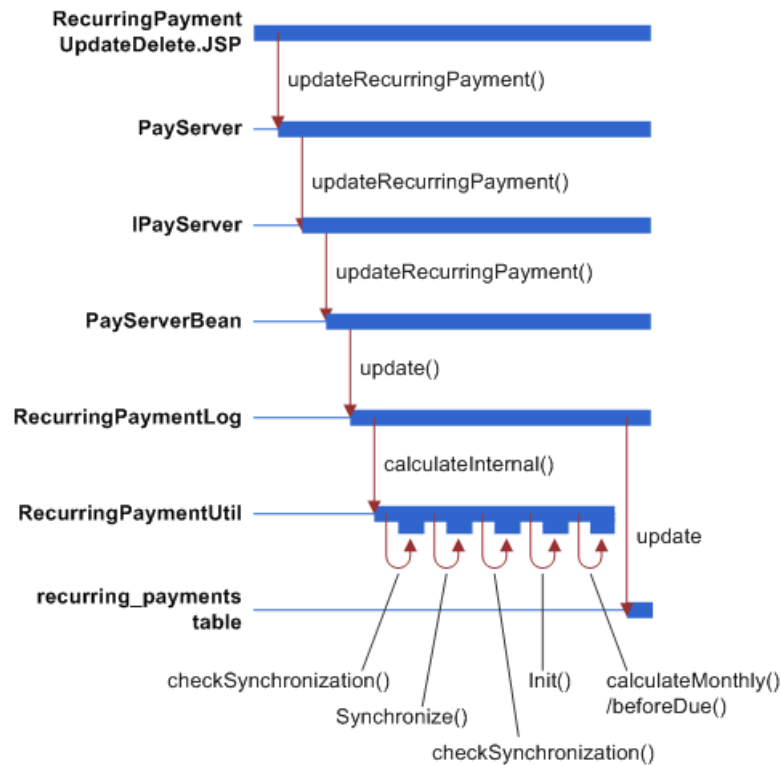 RecurringPayment
UpdateDelete.JSP
updateRecurringPayment()
PayServer
updateRecurringPayment()
IPayServer
updateRecurringPayment()
PayServerBean
update()
RecurringPaymentLog
calculateInternal()
RecurringPaymentUtil
update
recurring_payments
table
checkSynchronization()
Init()
calculateMonthly()
/beforeDue()
Synchronize()
checkSynchronization()